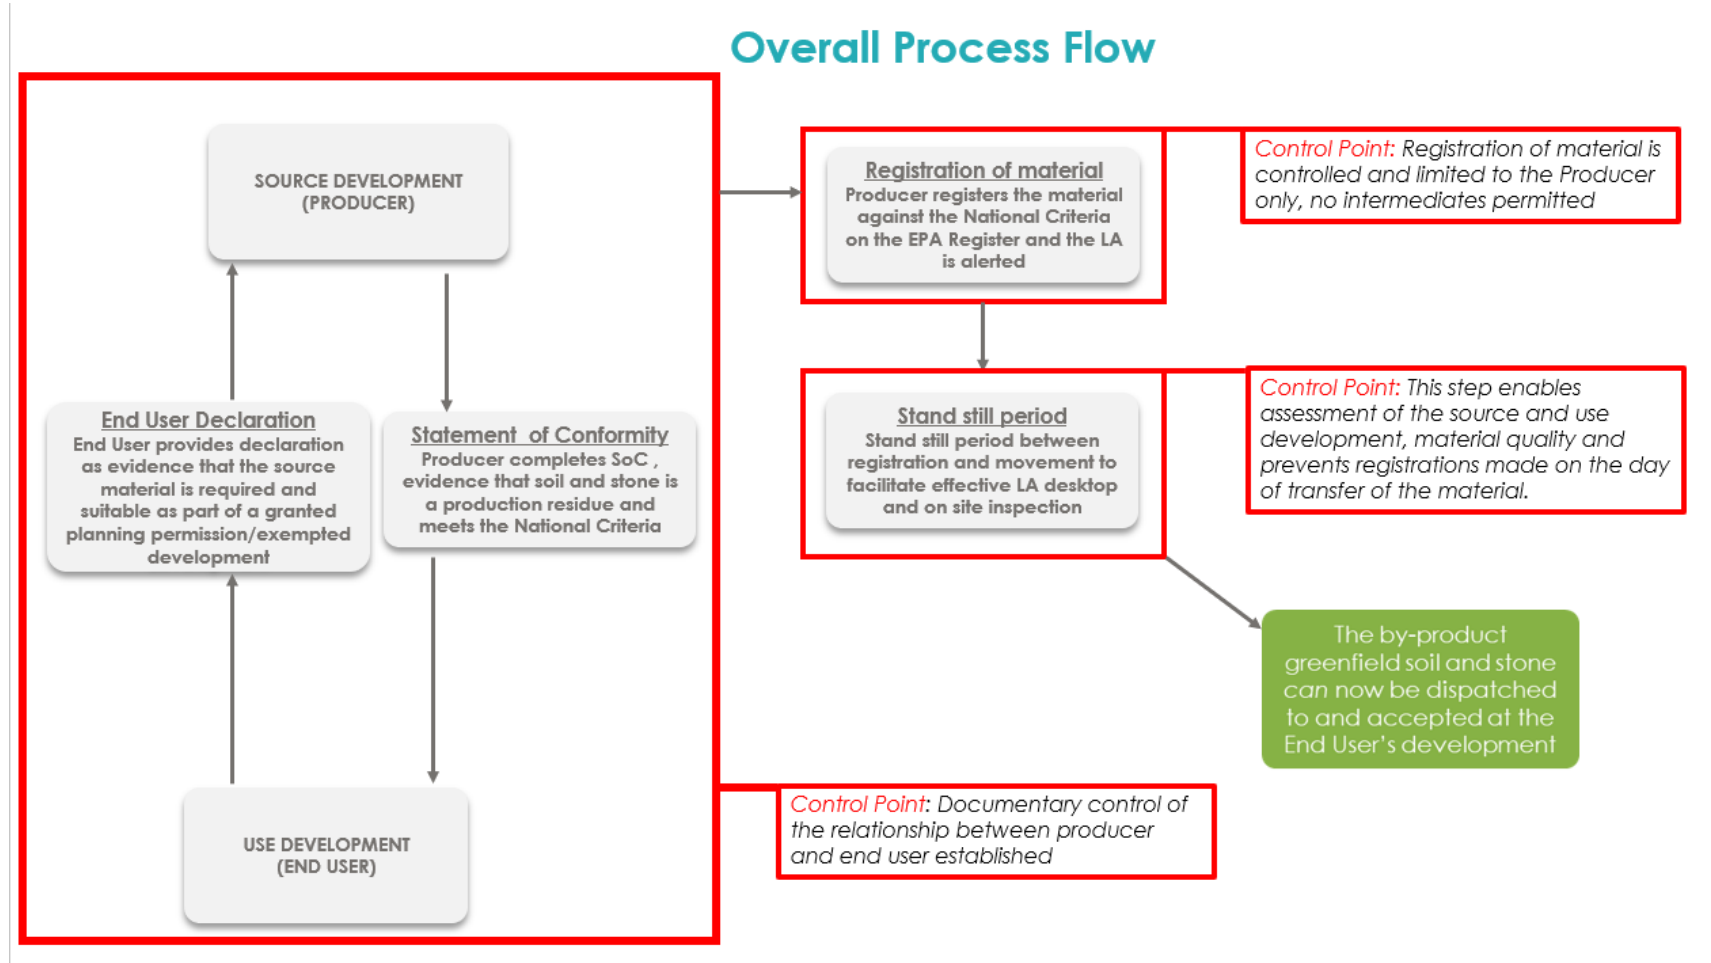 Overall Process Flow
SOURCE DEVELOPMENT
(PRODUCER)
End User Declaration
End User provides declaration
as evidence that the source
material is required and
suitable as part of a granted
planning permission/exempted
development
Statement of Conformity
Producer completes SoC ,
evidence that soil and stone is
a production residue and
meets the National Criteria
USE DEVELOPMENT
(END USER)
Control Point: Documentary control of
the relationship between producer
and end user established
Registration of material
Producer registers the material
against the National Criteria
on the EPA Register and the LA
is alerted
Control Point: Registration of material is
controlled and limited to the Producer
only, no intermediates permitted
Stand still period
Stand still period between
registration and movement to
facilitate effective LA desktop
and on site inspection
Control Point: This step enables
assessment of the source and use
development, material quality and
prevents registrations made on the day
of transfer of the material.
The by-product
greenfield soil and stone
can now be dispatched
to and accepted at the
End User's development